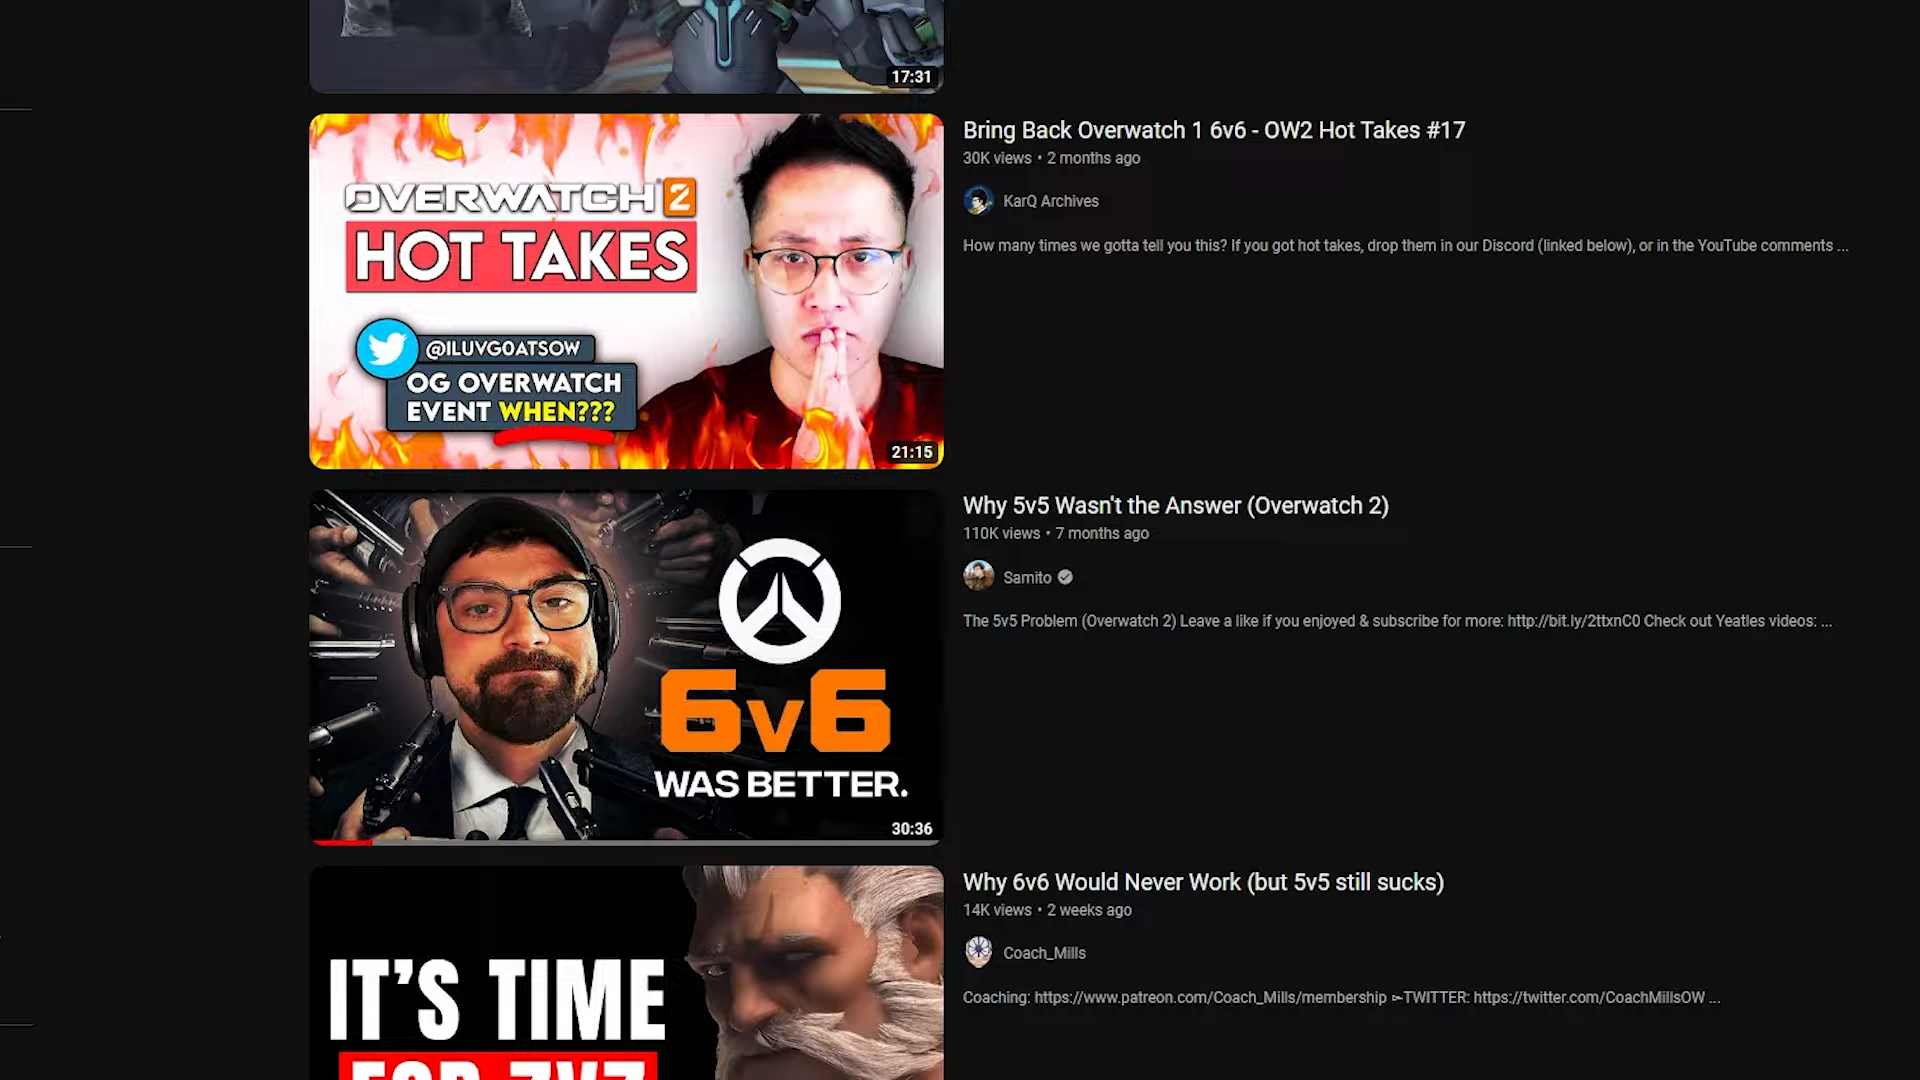 17:31
OVERWATCH 2
HOT TAKES
@ILUVGOATSOW
OG OVERWATCH
EVENT WHEN???
21:15
Bring Back Overwatch 1 6v6 - OW2 Hot Takes #17
30K views • 2 months ago
KarQ Archives
How many times we gotta tell you this? If you got hot takes, drop them in our Discord (linked below), or in the YouTube comments ...
6v6
WAS BETTER.
30:36
Why 5v5 Wasn't the Answer (Overwatch 2)
110K views • 7 months ago
Samito
The 5v5 Problem (Overwatch 2) Leave a like if you enjoyed & subscribe for more: http://bit.ly/2ttxnC0 Check out Yeatles videos: ...
IT'S TIME
FOR 7V7
Why 6v6 Would Never Work (but 5v5 still sucks)
14K views • 2 weeks ago
Coach_Mills
Coaching: https://www.patreon.com/Coach_Mills/membership ➣TWITTER: https://twitter.com/CoachMillsOW ...